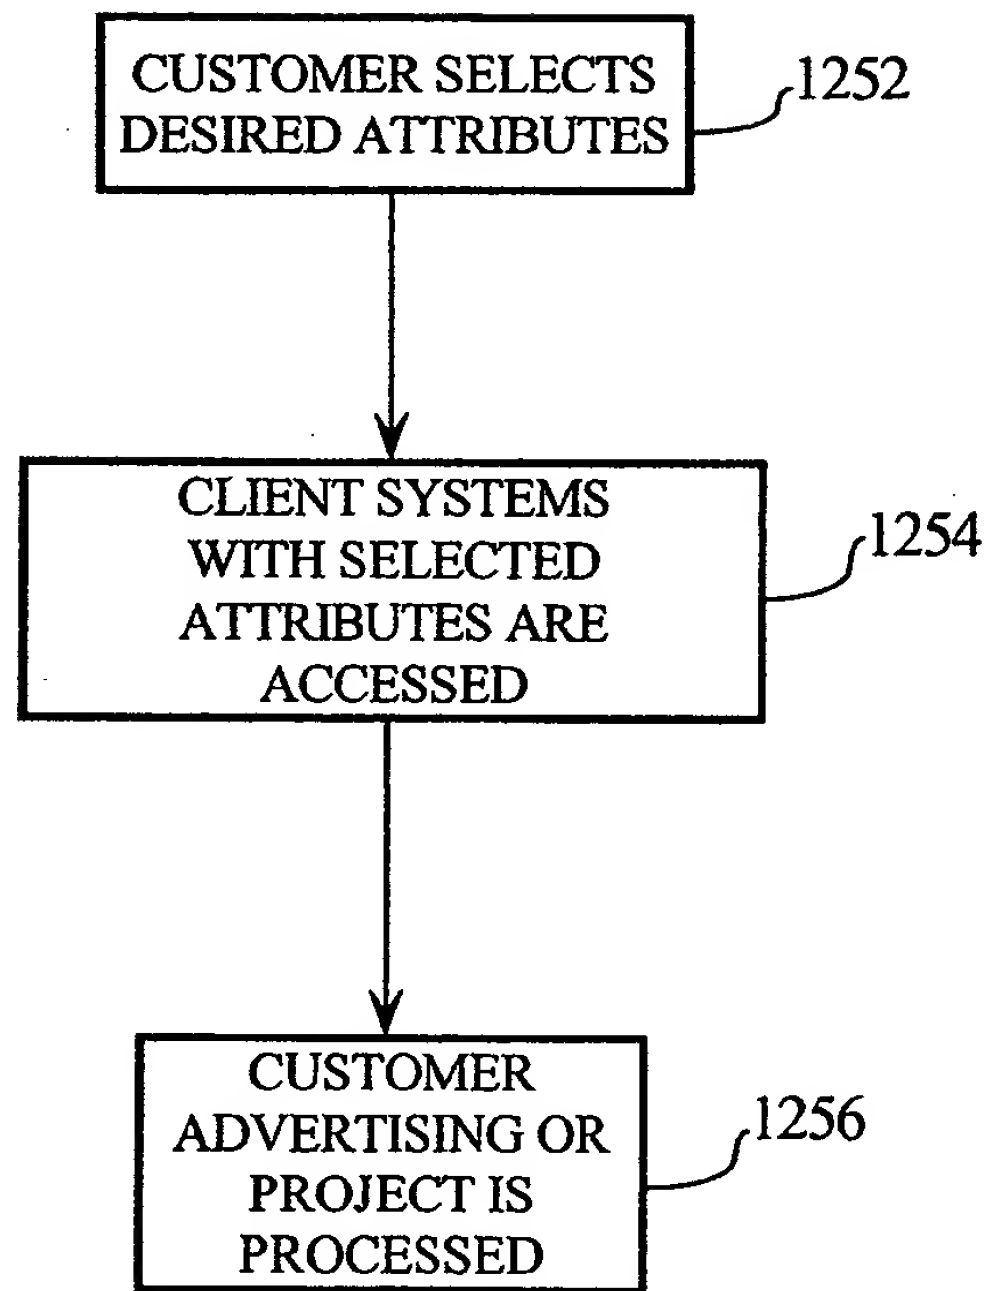 CUSTOMER SELECTS
DESIRED ATTRIBUTES
1252
CLIENT SYSTEMS
WITH SELECTED
ATTRIBUTES ARE
ACCESSED
1254
CUSTOMER
ADVERTISING OR
PROJECT IS
PROCESSED
1256